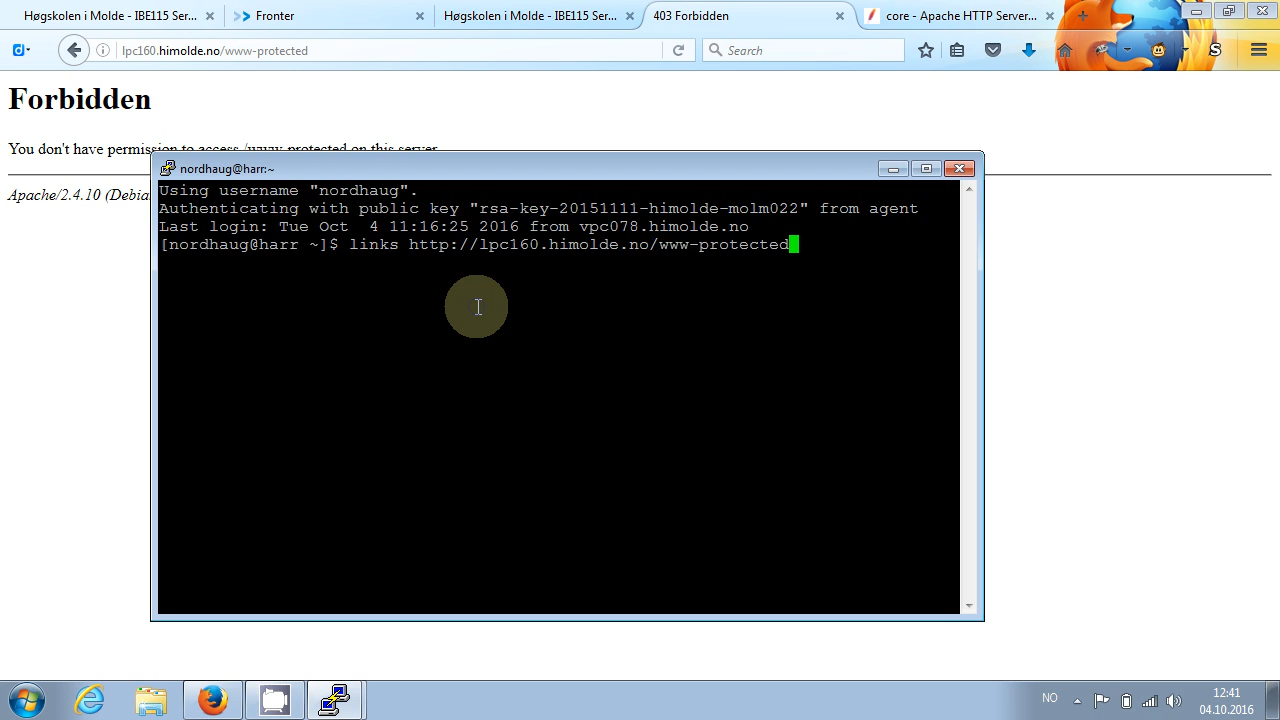 Høgskolen i Molde - IBE115 Ser...
Fronter
Høgskolen i Molde - IBE115 Ser...
403 Forbidden
core - Apache HTTP Server...
lpc160.himolde.no/www-protected
Search
Forbidden
You don't have permission to access /www-protected on this server.
Apache/2.4.10 (Debia
nordhaug@harr:~
Using username "nordhaug".
Authenticating with public key "rsa-key-20151111-himolde-molm022" from agent
Last login: Tue Oct  4 11:16:25 2016 from vpc078.himolde.no
[nordhaug@harr ~]$ links http://lpc160.himolde.no/www-protected
NO
12:41
04.10.2016